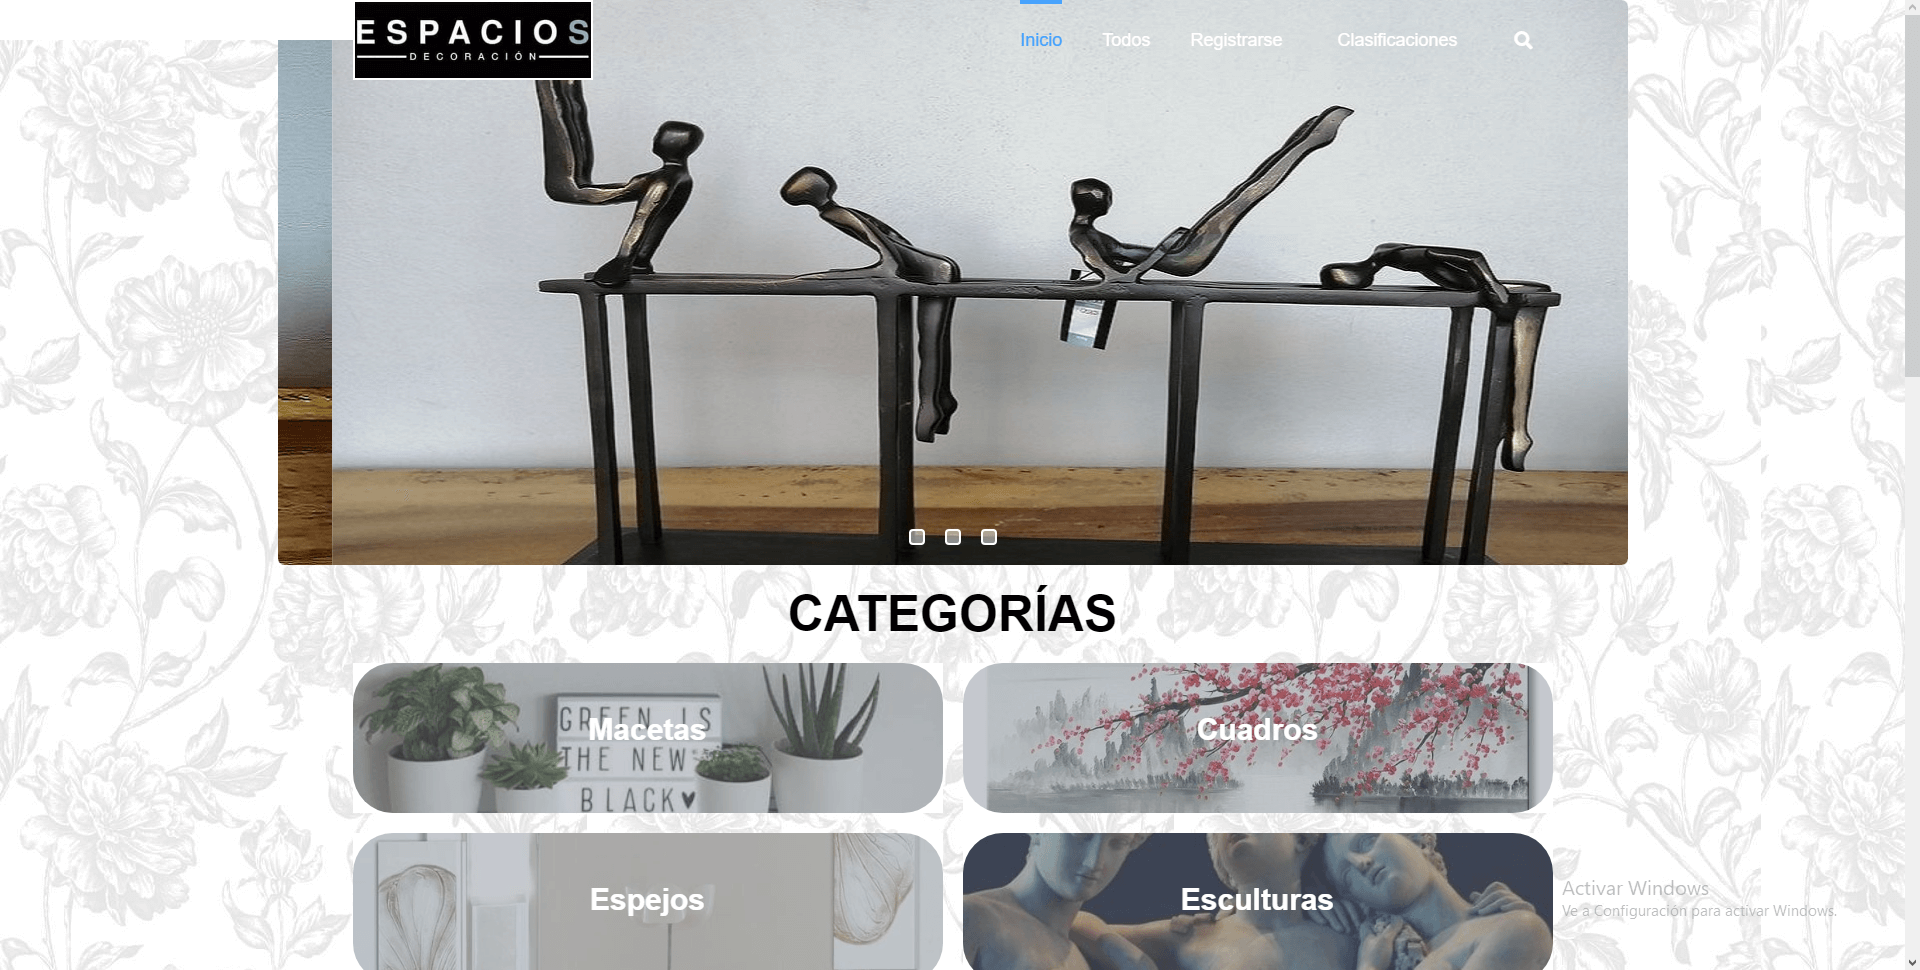 ESPACIOS
DECORACIÓN
Inicio
Todos
Registrarse
Clasificaciones
CATEGORÍAS
GREEN IS
THE NEW
BLACK♥
Macetas
Cuadros
Espejos
Esculturas
Activar Windows
Ve a Configuración para activar Windows.